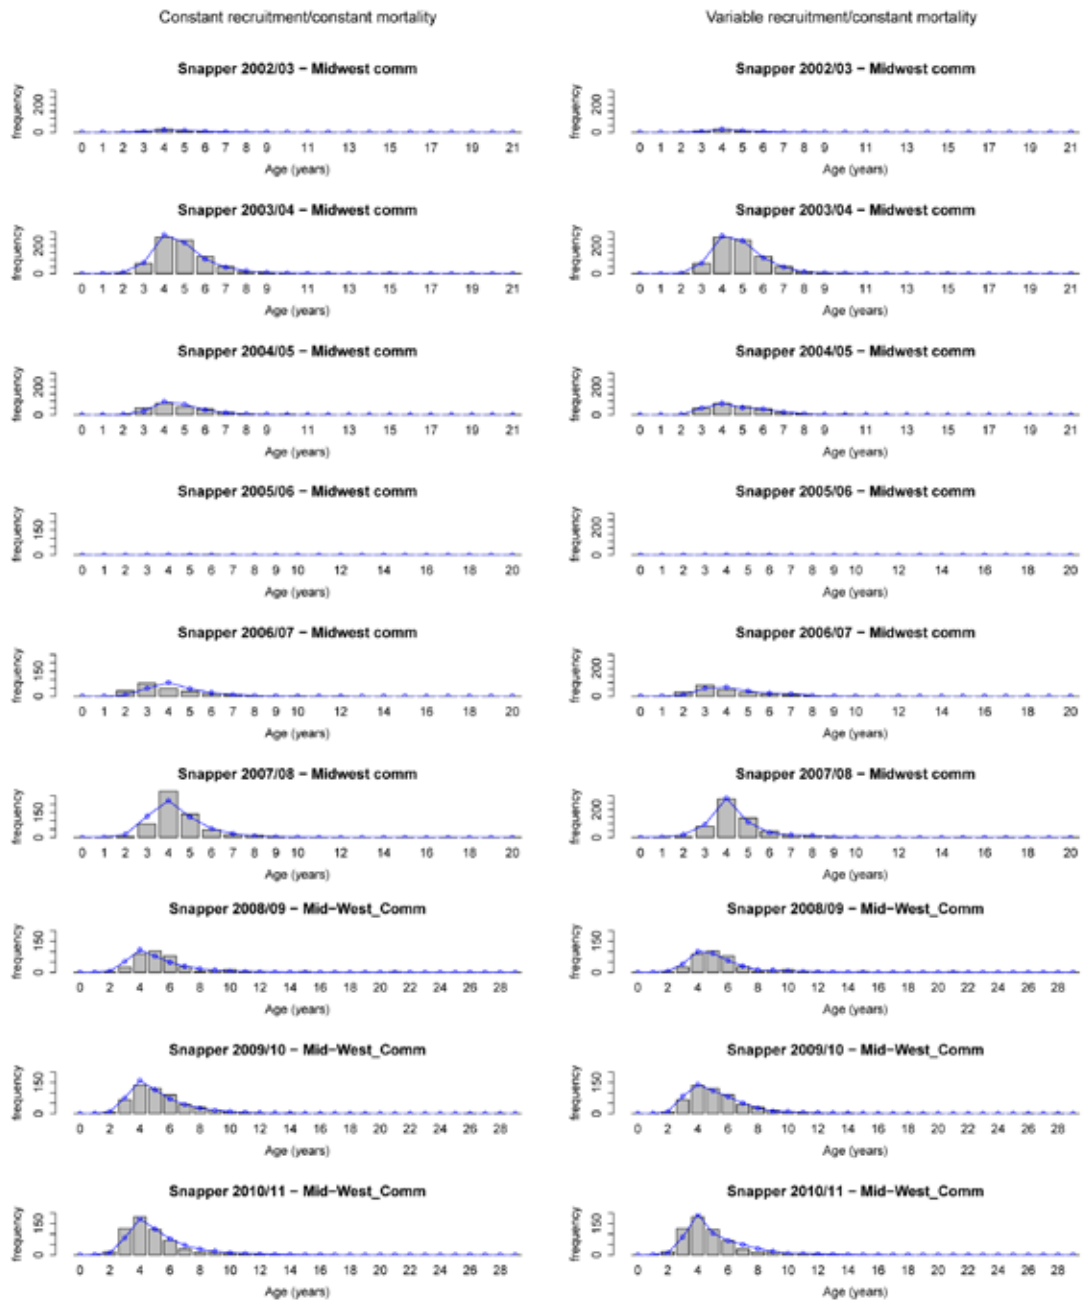 Constant recruitment/constant mortality
Variable recruitment/constant mortality
Snapper 2002/03 − Midwest comm
frequency
0 200
0 1 2 3 4 5 6 7 8 9 11 13 15 17 19 21
Age (years)
Snapper 2002/03 − Midwest comm
frequency
0 200
0 1 2 3 4 5 6 7 8 9 11 13 15 17 19 21
Age (years)
Snapper 2003/04 − Midwest comm
frequency
0 200
0 1 2 3 4 5 6 7 8 9 11 13 15 17 19 21
Age (years)
Snapper 2003/04 − Midwest comm
frequency
0 200
0 1 2 3 4 5 6 7 8 9 11 13 15 17 19 21
Age (years)
Snapper 2004/05 − Midwest comm
frequency
0 200
0 1 2 3 4 5 6 7 8 9 11 13 15 17 19 21
Age (years)
Snapper 2004/05 − Midwest comm
frequency
0 200
0 1 2 3 4 5 6 7 8 9 11 13 15 17 19 21
Age (years)
Snapper 2005/06 − Midwest comm
frequency
0 150
0 1 2 3 4 5 6 7 8 9 10 12 14 16 18 20
Age (years)
Snapper 2005/06 − Midwest comm
frequency
0 200
0 1 2 3 4 5 6 7 8 9 10 12 14 16 18 20
Age (years)
Snapper 2006/07 − Midwest comm
frequency
0 150
0 1 2 3 4 5 6 7 8 9 10 12 14 16 18 20
Age (years)
Snapper 2006/07 − Midwest comm
frequency
0 200
0 1 2 3 4 5 6 7 8 9 10 12 14 16 18 20
Age (years)
Snapper 2007/08 − Midwest comm
frequency
0 150
0 1 2 3 4 5 6 7 8 9 10 12 14 16 18 20
Age (years)
Snapper 2007/08 − Midwest comm
frequency
0 200
0 1 2 3 4 5 6 7 8 9 10 12 14 16 18 20
Age (years)
Snapper 2008/09 − Mid−West_Comm
frequency
0 150
0 2 4 6 8 10 12 14 16 18 20 22 24 26 28
Age (years)
Snapper 2008/09 − Mid−West_Comm
frequency
0 150
0 2 4 6 8 10 12 14 16 18 20 22 24 26 28
Age (years)
Snapper 2009/10 − Mid−West_Comm
frequency
0 150
0 2 4 6 8 10 12 14 16 18 20 22 24 26 28
Age (years)
Snapper 2009/10 − Mid−West_Comm
frequency
0 150
0 2 4 6 8 10 12 14 16 18 20 22 24 26 28
Age (years)
Snapper 2010/11 − Mid−West_Comm
frequency
0 150
0 2 4 6 8 10 12 14 16 18 20 22 24 26 28
Age (years)
Snapper 2010/11 − Mid−West_Comm
frequency
0 150
0 2 4 6 8 10 12 14 16 18 20 22 24 26 28
Age (years)